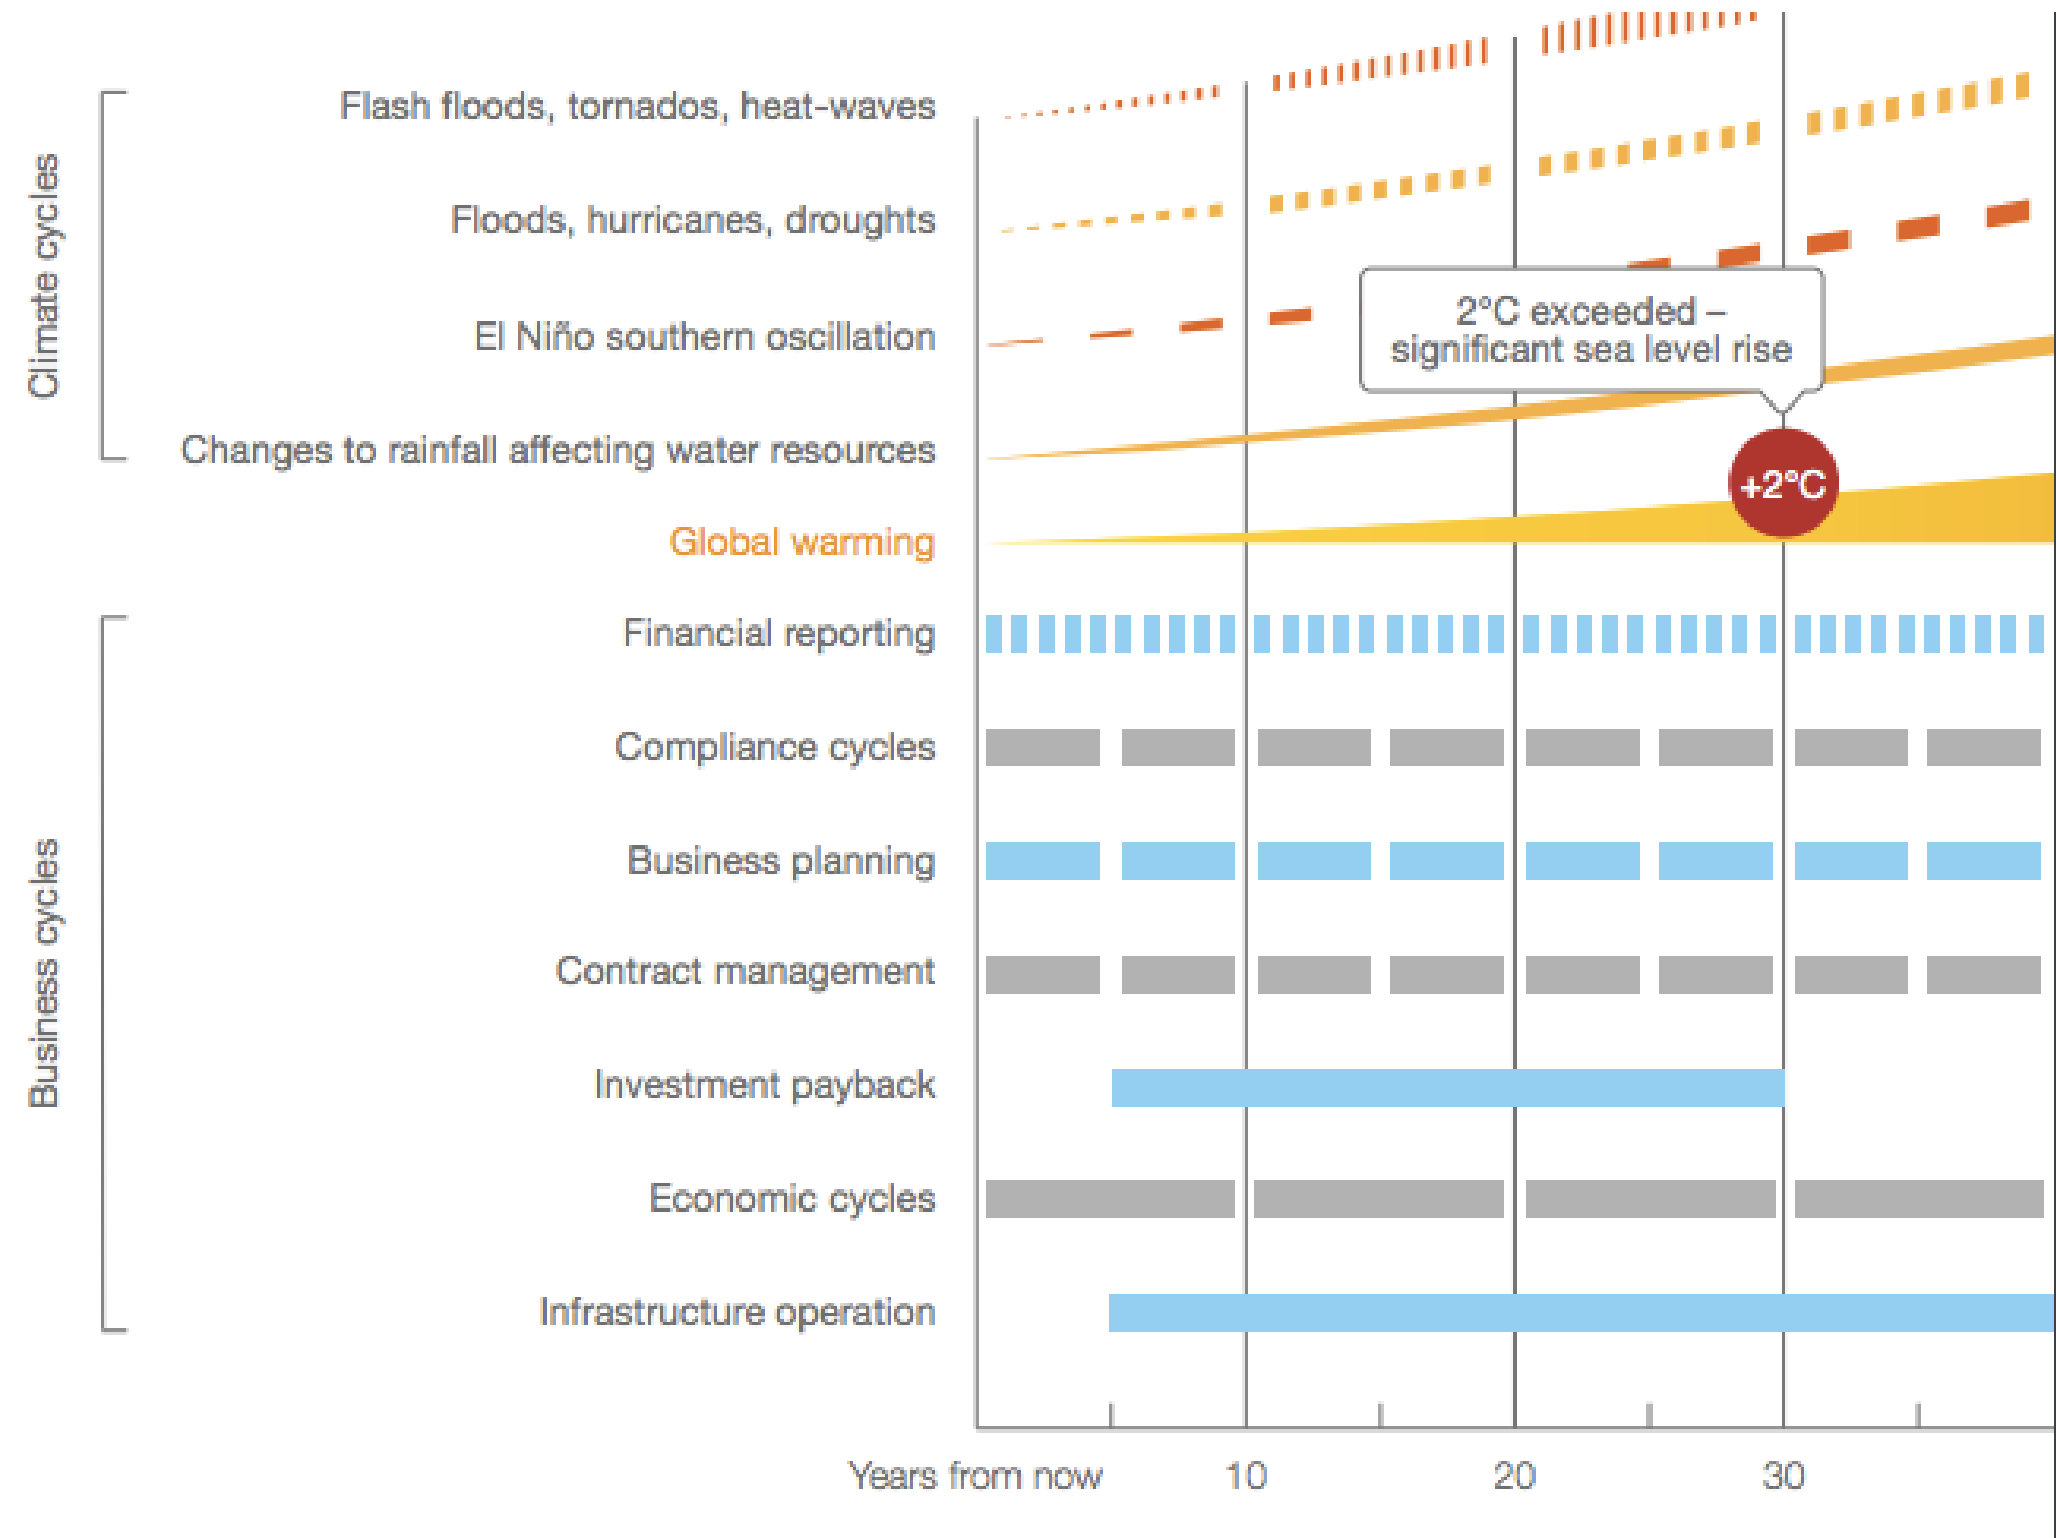 Climate cycles
Flash floods, tornados, heat-waves
Floods, hurricanes, droughts
El Niño southern oscillation
2°C exceeded –
significant sea level rise
Changes to rainfall affecting water resources
+2°C
Global warming
Business cycles
Financial reporting
Compliance cycles
Business planning
Contract management
Investment payback
Economic cycles
Infrastructure operation
Years from now 10 20 30